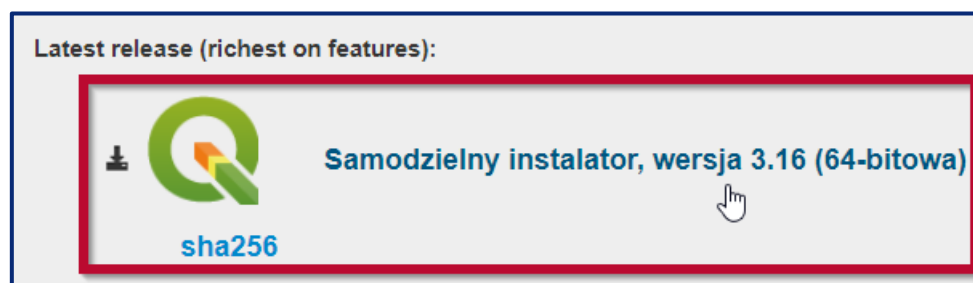 Latest release (richest on features):
Samodzielny instalator, wersja 3.16 (64-bitowa)
sha256